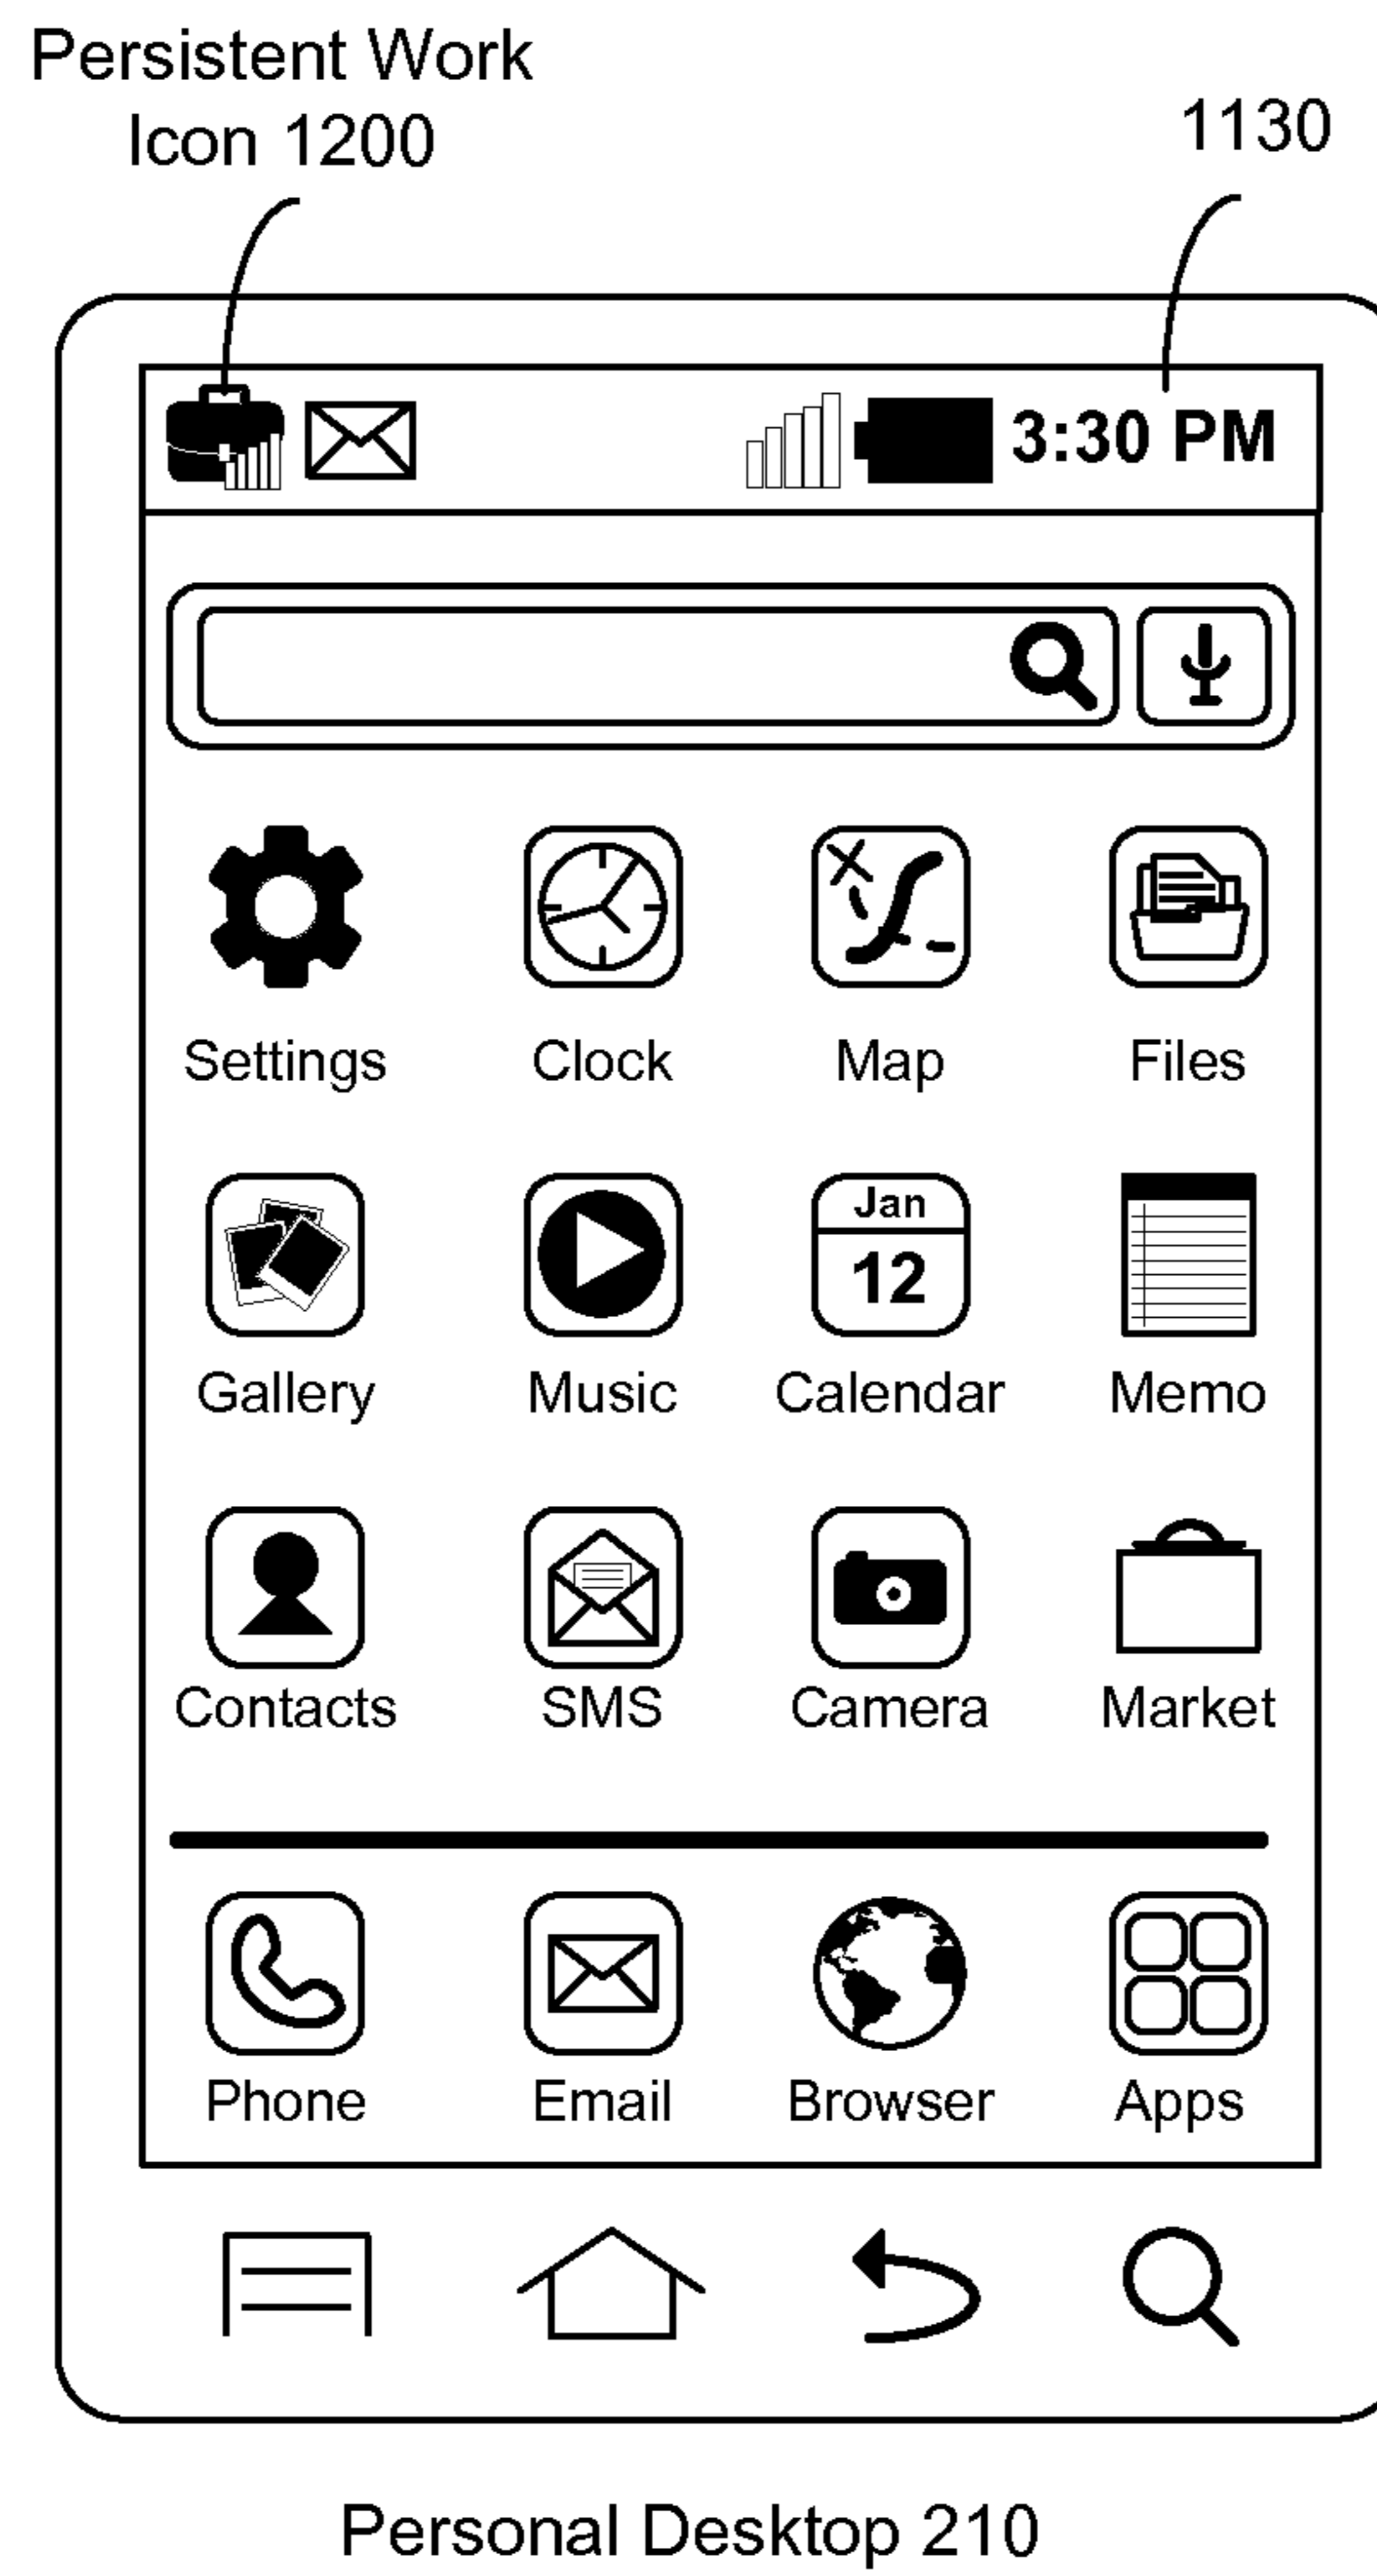 Persistent Work
Icon 1200
1130
3:30 PM
Settings Clock Map Files
Jan
12
Gallery Music Calendar Memo
Contacts SMS Camera Market
Phone Email Browser Apps
Personal Desktop 210